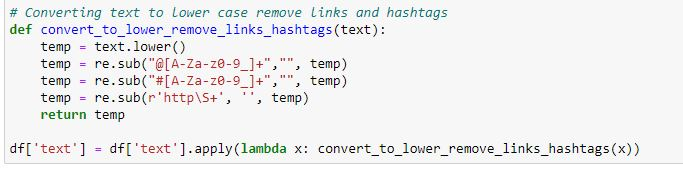 # Converting text to lower case remove links and hashtags
def convert_to_lower_remove_links_hashtags(text):
    temp = text.lower()
    temp = re.sub("@[A-Za-z0-9_]+","", temp)
    temp = re.sub("#[A-Za-z0-9_]+","", temp)
    temp = re.sub(r'http\S+', '', temp)
    return temp

df['text'] = df['text'].apply(lambda x: convert_to_lower_remove_links_hashtags(x))